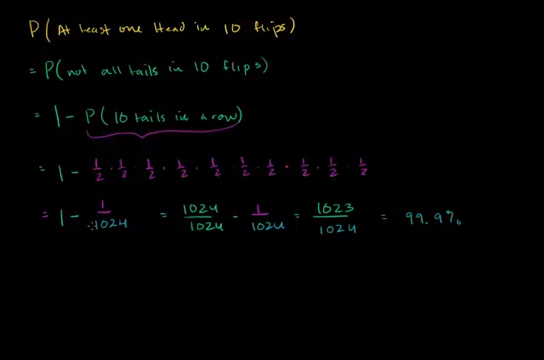 P(At least one Head in 10 flips)
= P(not all tails in 10 flips)
= 1 - P(10 tails in a row)
= 1 - 1/2 · 1/2 · 1/2 · 1/2 · 1/2 · 1/2 · 1/2 · 1/2 · 1/2 · 1/2
= 1 - 1/1024 = 1024/1024 - 1/1024 = 1023/1024 = 99.9%